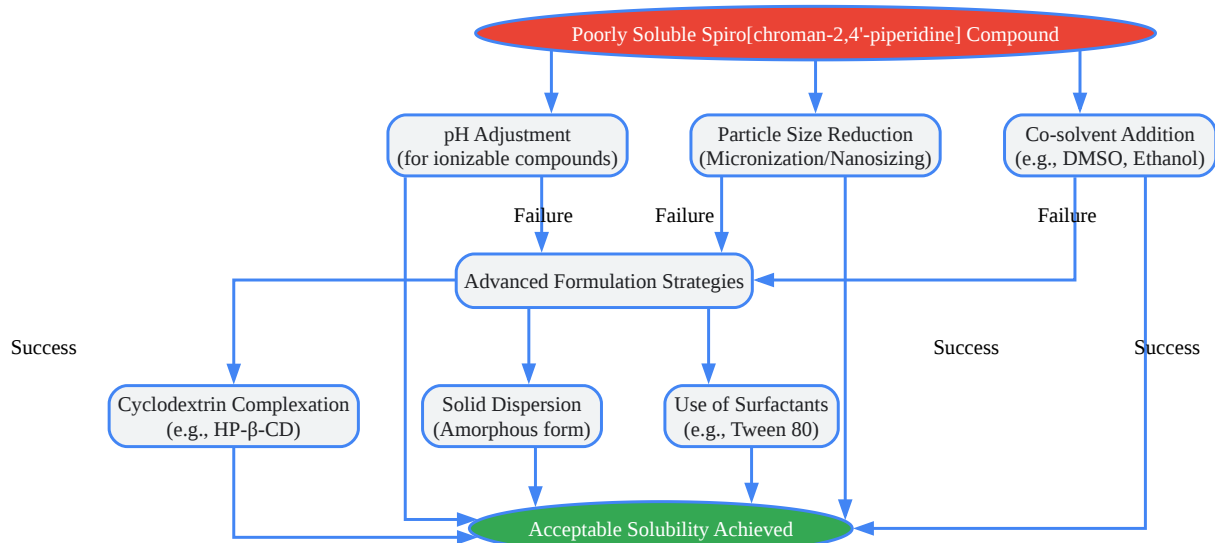 Poorly Soluble Spiro[chroman-2,4'-piperidine] Compound
pH Adjustment
(for ionizable compounds)
Particle Size Reduction
(Micronization/Nanosizing)
Co-solvent Addition
(e.g., DMSO, Ethanol)
Failure
Failure
Failure
Advanced Formulation Strategies
Success
Success
Success
Cyclodextrin Complexation
(e.g., HP-β-CD)
Solid Dispersion
(Amorphous form)
Use of Surfactants
(e.g., Tween 80)
Acceptable Solubility Achieved